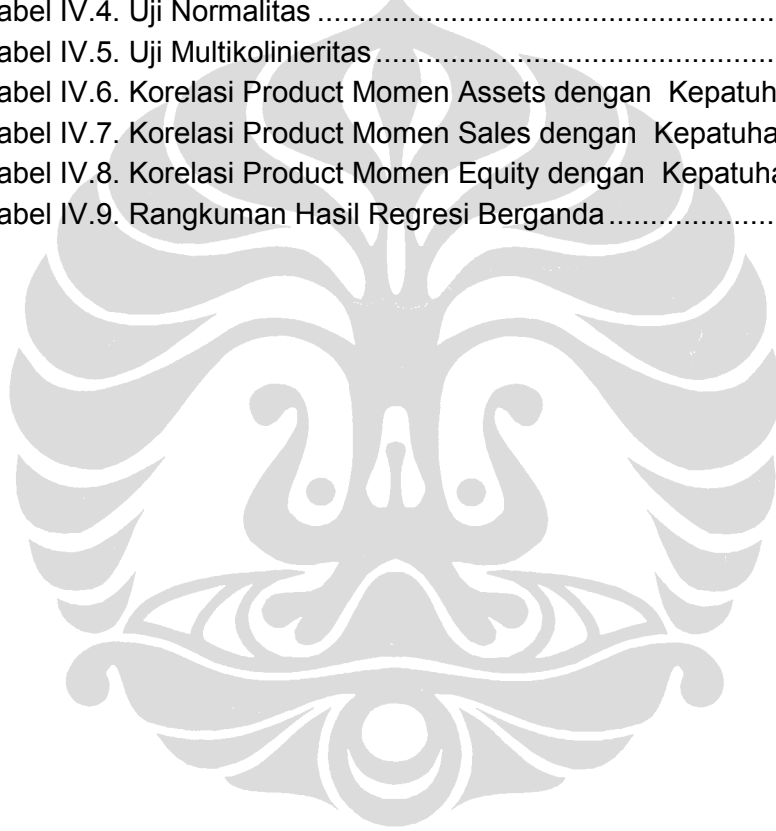 abel IV.4. Uji Normalitas ........................................................
abel IV.5. Uji Multikolinieritas.................................................
abel IV.6. Korelasi Product Momen Assets dengan Kepatuh
abel IV.7. Korelasi Product Momen Sales dengan Kepatuha
abel IV.8. Korelasi Product Momen Equity dengan Kepatuha
abel IV.9. Rangkuman Hasil Regresi Berganda ....................